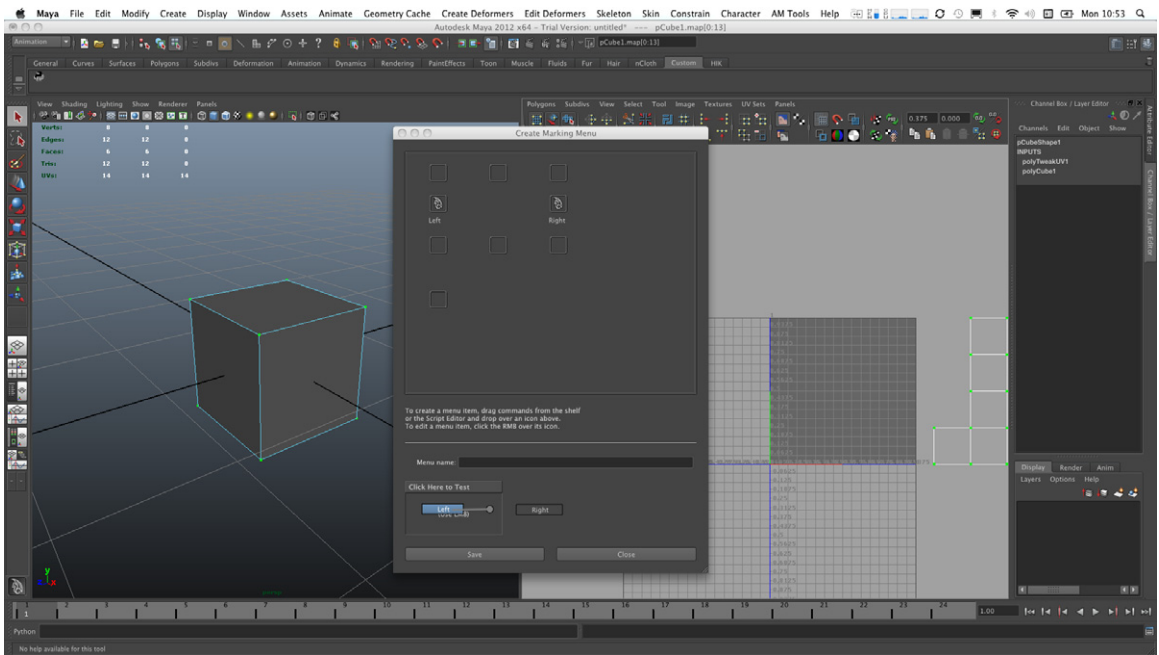 Maya File Edit Modify Create Display Window Assets Animate Geometry Cache Create Deformers Edit Deformers Skeleton Skin Constrain Character AM Tools Help Mon 10:53
Autodesk Maya 2012 x64 - Trial Version: untitled* --- pCube1.map[0:13]
Animation pCube1.map[0:13]
General Curves Surfaces Polygons Subdivs Deformation Animation Dynamics Rendering PaintEffects Toon Muscle Fluids Fur Hair nCloth Custom HIK
View Shading Lighting Show Renderer Panels
Verts: 8 8 8
Edges: 12 12 0
Faces: 6 6 0
Tris: 12 12 0
UVs: 14 14 14
Create Marking Menu
Left Right
To create a menu item, drag commands from the shelf
or the Script Editor and drop over an icon above.
To edit a menu item, click the RMB over its icon.
Menu name:
Click Here to Test
Left Right
Save Close
Polygons Subdivs View Select Tool Image Textures UV Sets Panels
0.375 0.000
Channel Box / Layer Editor
Channels Edit Object Show
pCubeShape1
INPUTS
polyTweakUV1
polyCube1
Attribute Editor
Channel Box / Layer Editor
Display Render Anim
Layers Options Help
y
x
persp
1 2 3 4 5 6 7 8 9 10 11 12 13 14 15 16 17 18 19 20 21 22 23 24
1 1.00
Python
No help available for this tool